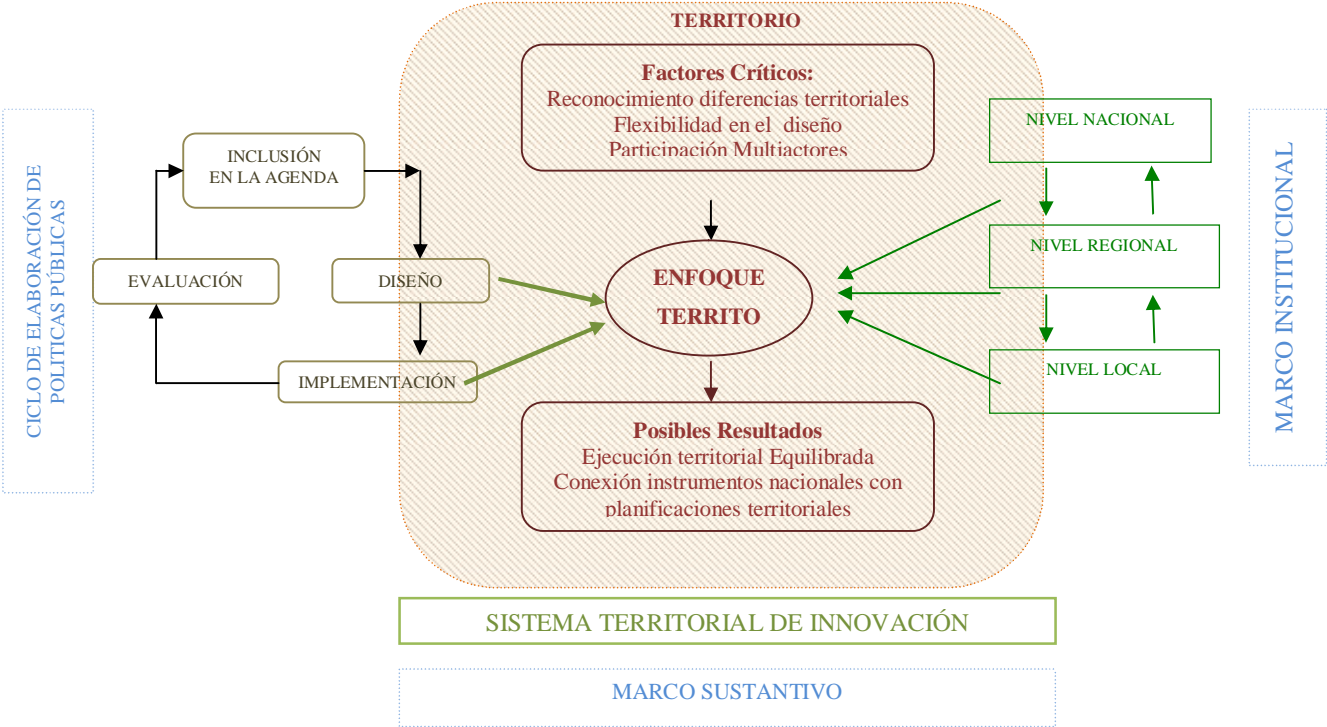 TERRITORIO
Factores Críticos:
Reconocimiento diferencias territoriales
Flexibilidad en el diseño
Participación Multiactores
CICLO DE ELABORACIÓN DE
POLITICAS PÚBLICAS
INCLUSIÓN
EN LA AGENDA
EVALUACIÓN
DISEÑO
IMPLEMENTACIÓN
ENFOQUE
TERRITO
NIVEL NACIONAL
NIVEL REGIONAL
NIVEL LOCAL
MARCO INSTITUCIONAL
Posibles Resultados
Ejecución territorial Equilibrada
Conexión instrumentos nacionales con
planificaciones territoriales
SISTEMA TERRITORIAL DE INNOVACIÓN
MARCO SUSTANTIVO